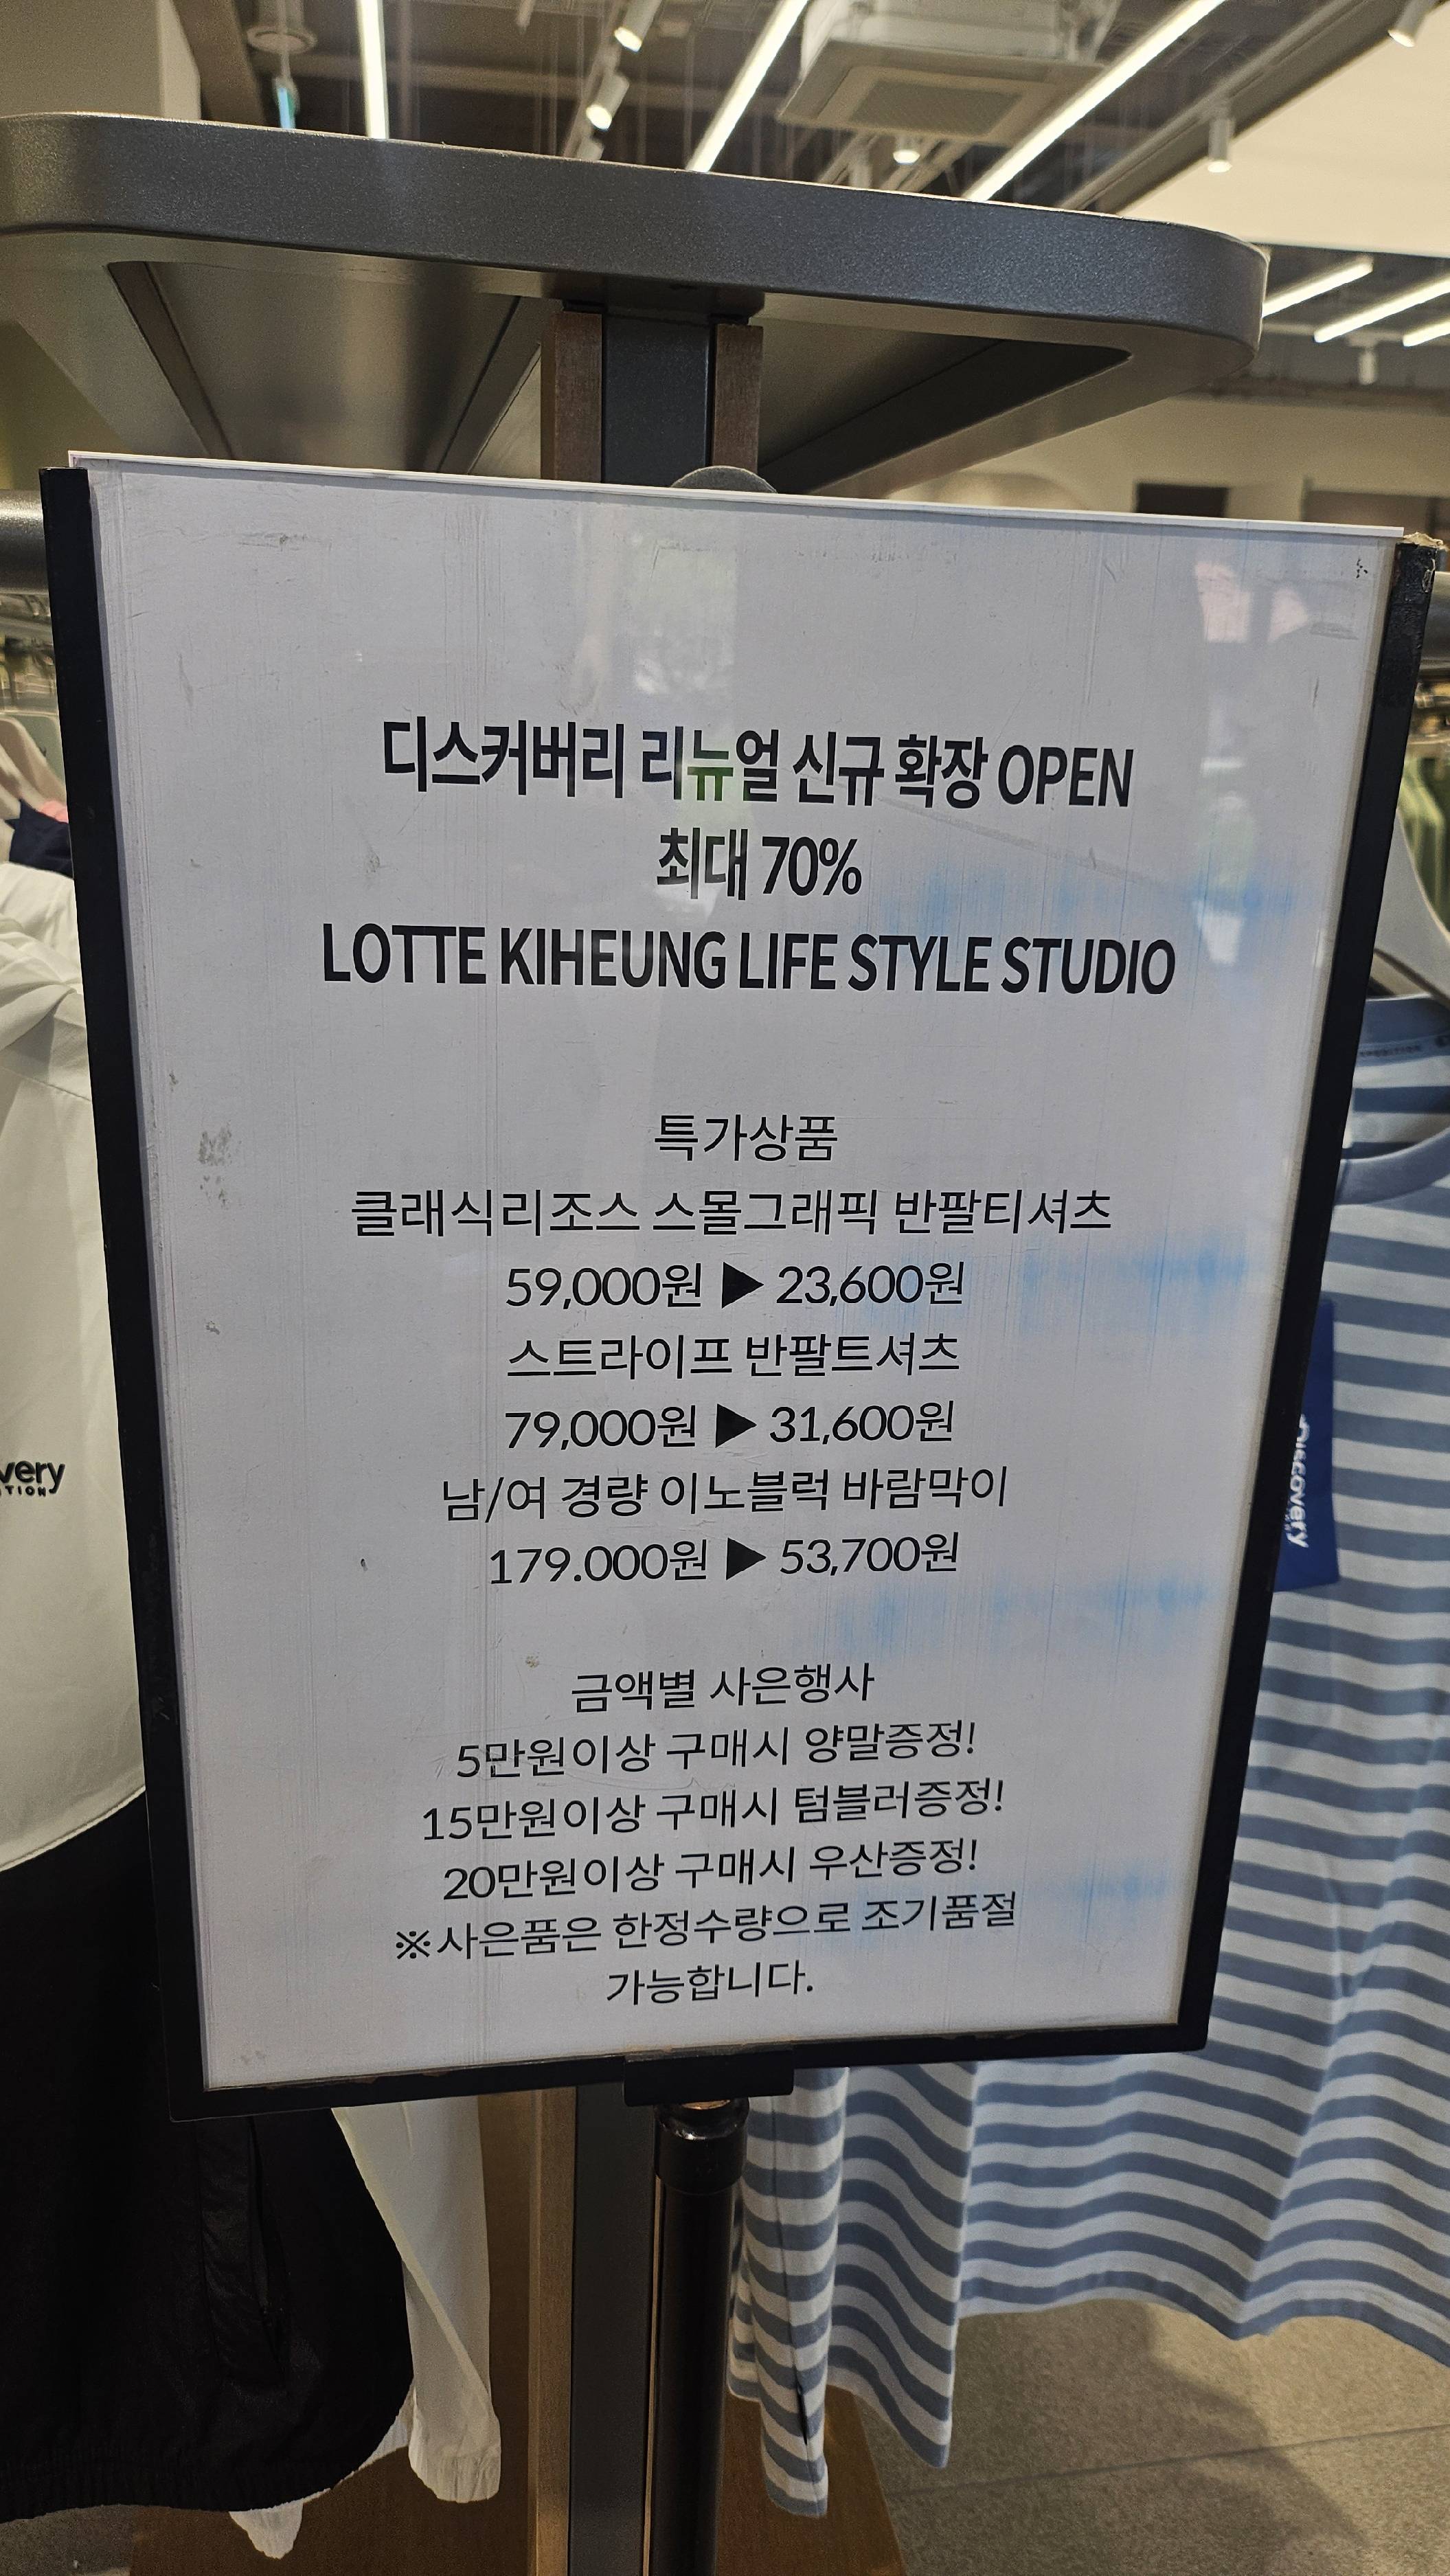 디스커버리 리뉴얼 신규 확장 OPEN
최대 70%
LOTTE KIHEUNG LIFE STYLE STUDIO
특가상품
클래식리조스 스몰그래픽 반팔티셔츠
59,000원 ▶ 23,600원
스트라이프 반팔트셔츠
79,000원 ▶ 31,600원
남/여 경량 이노블럭 바람막이
179.000원 ▶ 53,700원
금액별 사은행사
5만원이상 구매시 양말증정!
15만원이상 구매시 텀블러증정!
20만원이상 구매시 우산증정!
※사은품은 한정수량으로 조기품절
가능합니다.
very
Discovery